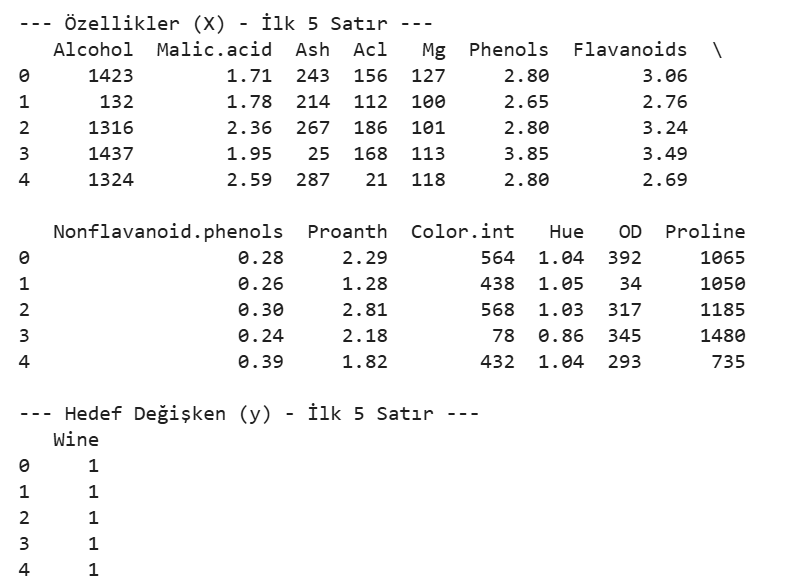 --- Özellikler (X) - İlk 5 Satır ---
   Alcohol  Malic.acid  Ash  Acl   Mg  Phenols  Flavanoids  \
0     1423        1.71  243  156  127     2.80        3.06
1      132        1.78  214  112  100     2.65        2.76
2     1316        2.36  267  186  101     2.80        3.24
3     1437        1.95   25  168  113     3.85        3.49
4     1324        2.59  287   21  118     2.80        2.69
   Nonflavanoid.phenols  Proanth  Color.int   Hue   OD  Proline
0                  0.28     2.29        564  1.04  392     1065
1                  0.26     1.28        438  1.05   34     1050
2                  0.30     2.81        568  1.03  317     1185
3                  0.24     2.18         78  0.86  345     1480
4                  0.39     1.82        432  1.04  293      735
--- Hedef Değişken (y) - İlk 5 Satır ---
   Wine
0     1
1     1
2     1
3     1
4     1